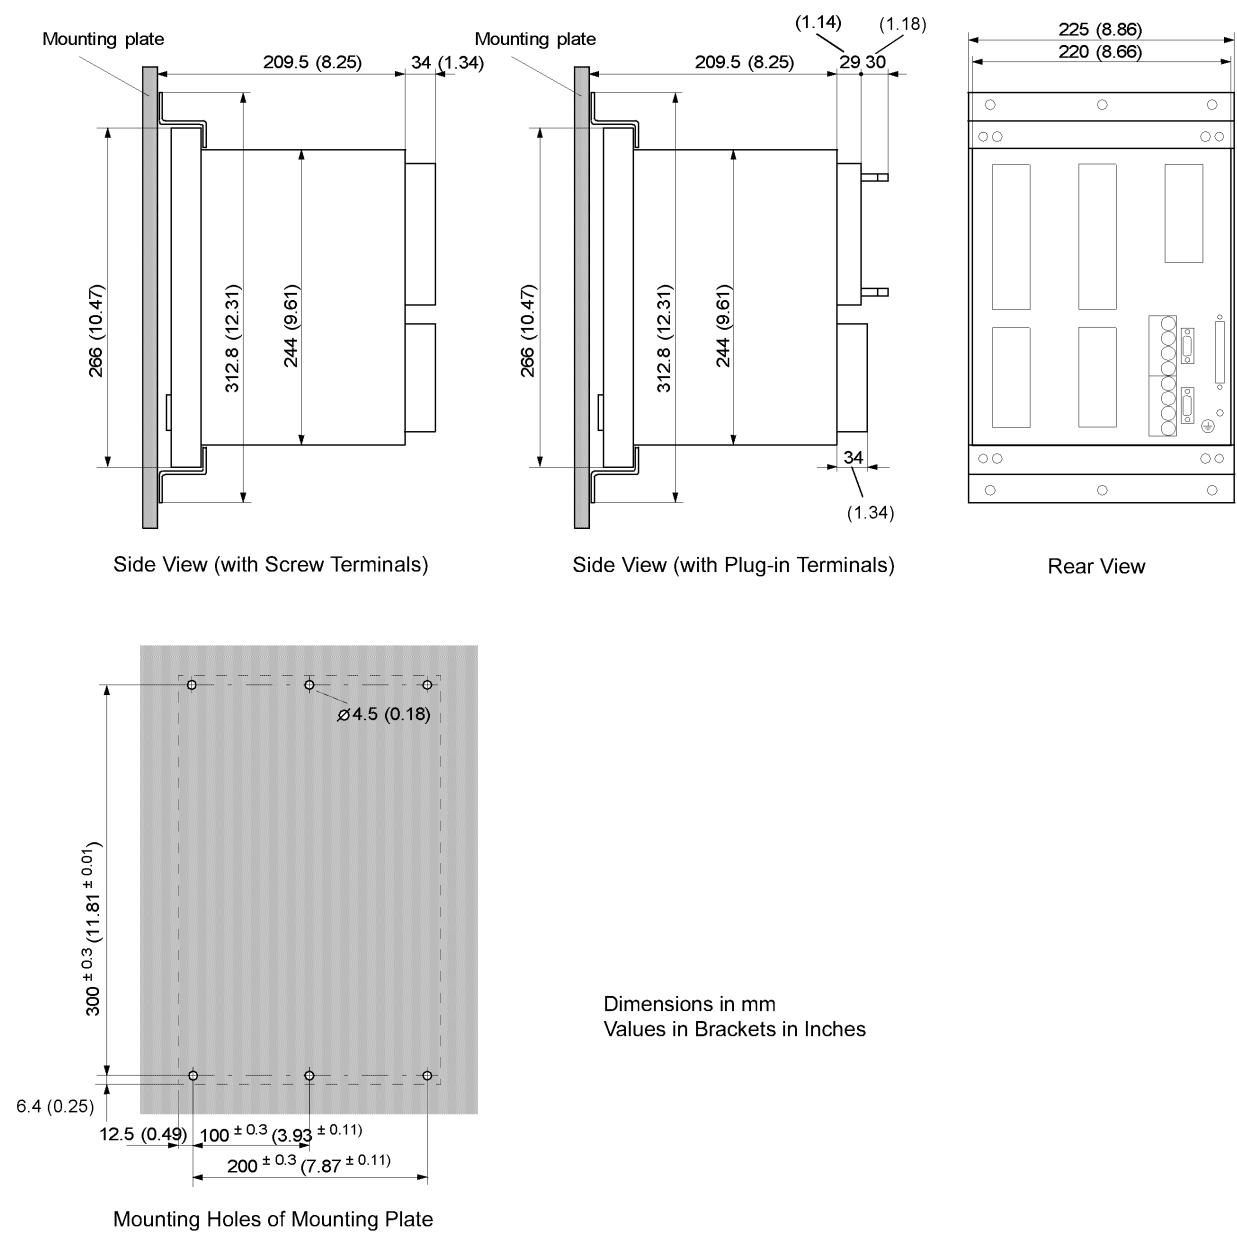 Mounting plate
209.5 (8.25)
34 (1.34)
266 (10.47)
312.8 (12.31)
244 (9.61)
Side View (with Screw Terminals)
Mounting plate
(1.14)
(1.18)
209.5 (8.25)
29 30
266 (10.47)
312.8 (12.31)
244 (9.61)
34
(1.34)
Side View (with Plug-in Terminals)
225 (8.86)
220 (8.66)
Rear View
Ø4.5 (0.18)
300 ± 0.3 (11.81 ± 0.01)
6.4 (0.25)
12.5 (0.49)
100 ± 0.3 (3.93 ± 0.11)
200 ± 0.3 (7.87 ± 0.11)
Mounting Holes of Mounting Plate
Dimensions in mm
Values in Brackets in Inches